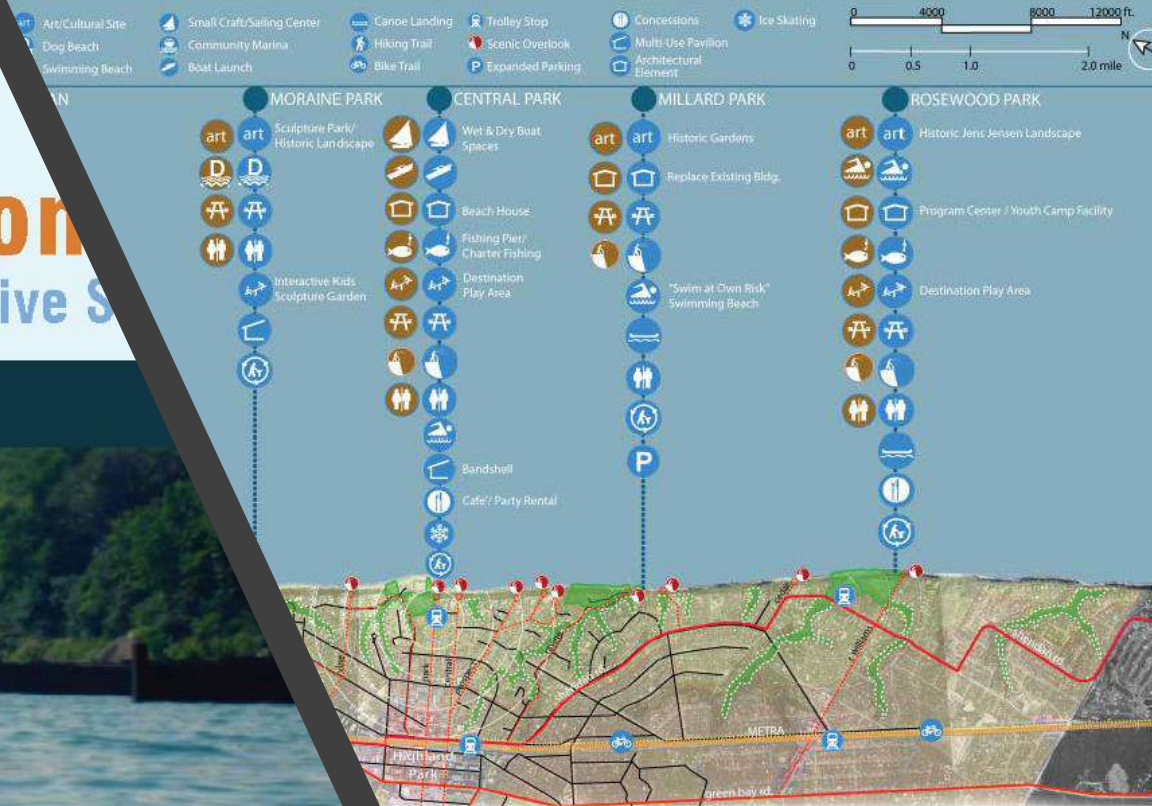 art Art/Cultural Site
Dog Beach
Swimming Beach
Small Craft/Sailing Center
Community Marina
Boat Launch
Canoe Landing
Hiking Trail
Bike Trail
Trolley Stop
Scenic Overlook
P Expanded Parking
Concessions
Multi-Use Pavilion
Architectural
Element
Ice Skating
0 4000 8000 12000 ft.
N
0 0.5 1.0 2.0 mile
AN
on
ive S
MORAINE PARK
art art Sculpture Park/
Historic Landscape
D D
Interactive Kids
Sculpture Garden
CENTRAL PARK
Wet & Dry Boat
Spaces
Beach House
Fishing Pier/
Charter Fishing
Destination
Play Area
Bandshell
Cafe'/ Party Rental
MILLARD PARK
art art Historic Gardens
Replace Existing Bldg.
"Swim at Own Risk"
Swimming Beach
P
ROSEWOOD PARK
art art Historic Jens Jensen Landscape
Program Center / Youth Camp Facility
Destination Play Area
central
METRA
Highland
Park
green bay rd.